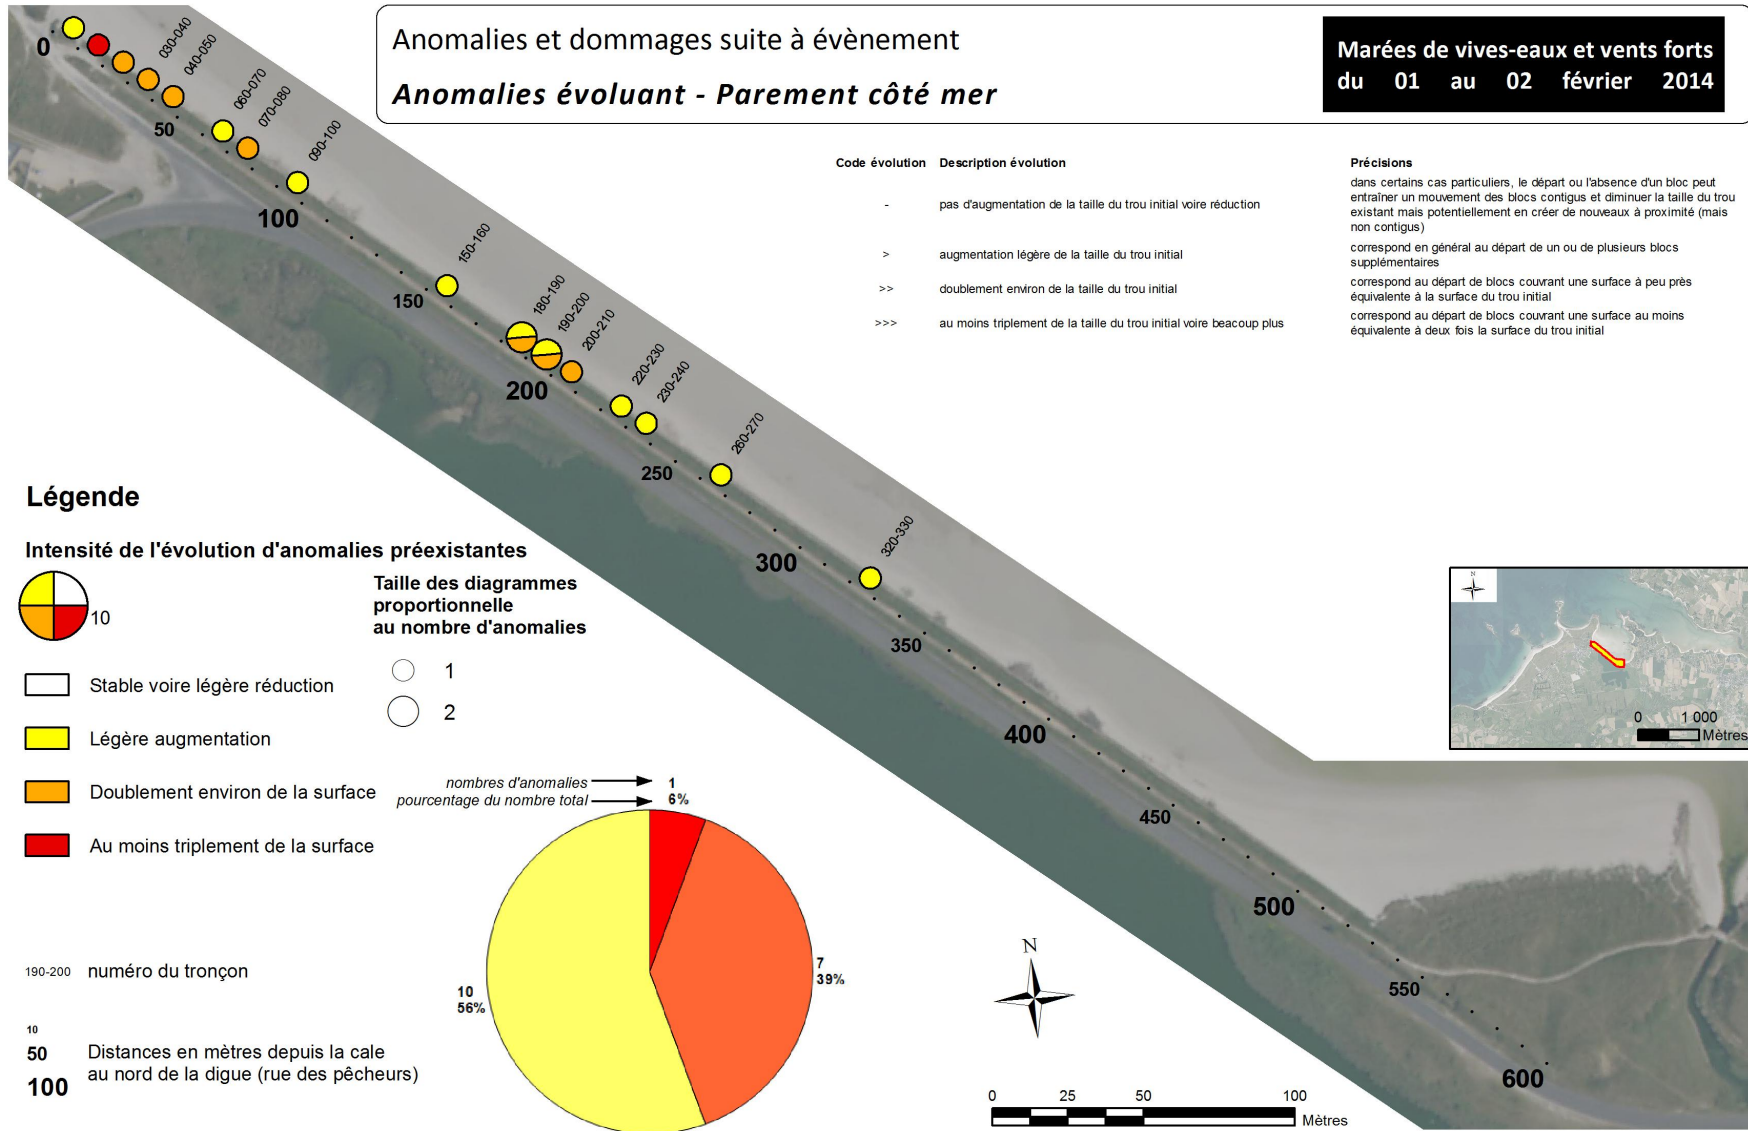 Anomalies et dommages suite à évènement
Anomalies évoluant - Parement côté mer
Marées de vives-eaux et vents forts
du 01 au 02 février 2014
Code évolution Description évolution Précisions
- pas d'augmentation de la taille du trou initial voire réduction
dans certains cas particuliers, le départ ou l'absence d'un bloc peut
entraîner un mouvement des blocs contigus et diminuer la taille du trou
existant mais potentiellement en créer de nouveaux à proximité (mais
non contigus)
> augmentation légère de la taille du trou initial
correspond en général au départ de un ou de plusieurs blocs
supplémentaires
>> doublement environ de la taille du trou initial
correspond au départ de blocs couvrant une surface à peu près
équivalente à la surface du trou initial
>>> au moins triplement de la taille du trou initial voire beacoup plus
correspond au départ de blocs couvrant une surface au moins
équivalente à deux fois la surface du trou initial
0
030-040
040-050
50
060-070
070-080
090-100
100
150-160
150
180-190
190-200
200-210
200
220-230
230-240
250
260-270
300
320-330
350
400
450
500
550
600
Légende
Intensité de l'évolution d'anomalies préexistantes
10
Taille des diagrammes
proportionnelle
au nombre d'anomalies
1
2
Stable voire légère réduction
Légère augmentation
Doublement environ de la surface
Au moins triplement de la surface
190-200 numéro du tronçon
10
50
100
Distances en mètres depuis la cale
au nord de la digue (rue des pêcheurs)
nombres d'anomalies 1
pourcentage du nombre total 6%
7
39%
10
56%
N
0 25 50 100
Mètres
N
0 1 000
Mètres